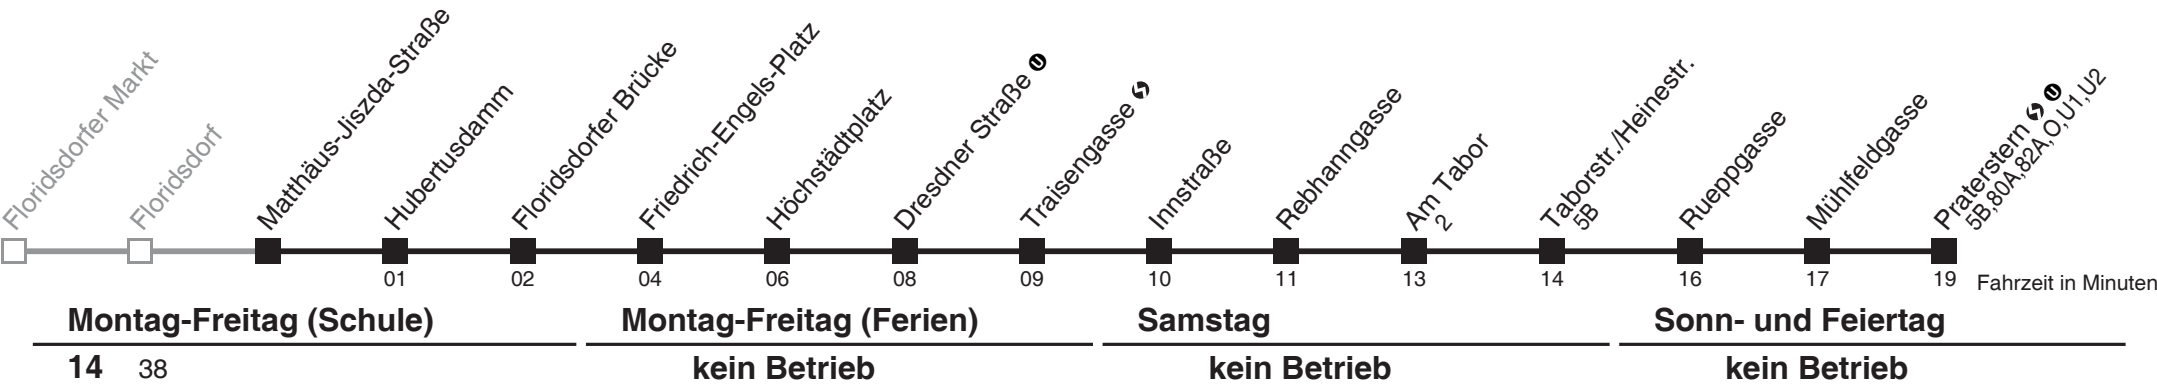 Floridsdorfer Markt
Floridsdorf
Matthäus-Jiszda-Straße
Hubertusdamm
Floridsdorfer Brücke
Friedrich-Engels-Platz
Höchstädtplatz
Dresdner Straße U
Traisengasse S
Innstraße
Rebhanngasse
Am Tabor
2
Taborstr./Heinestr.
5B
Rueppgasse
Mühlfeldgasse
Praterstern S U
5B,80A,82A,O,U1,U2
01 02 04 06 08 09 10 11 13 14 16 17 19 Fahrzeit in Minuten
Montag-Freitag (Schule) Montag-Freitag (Ferien) Samstag Sonn- und Feiertag
14 38 kein Betrieb kein Betrieb kein Betrieb